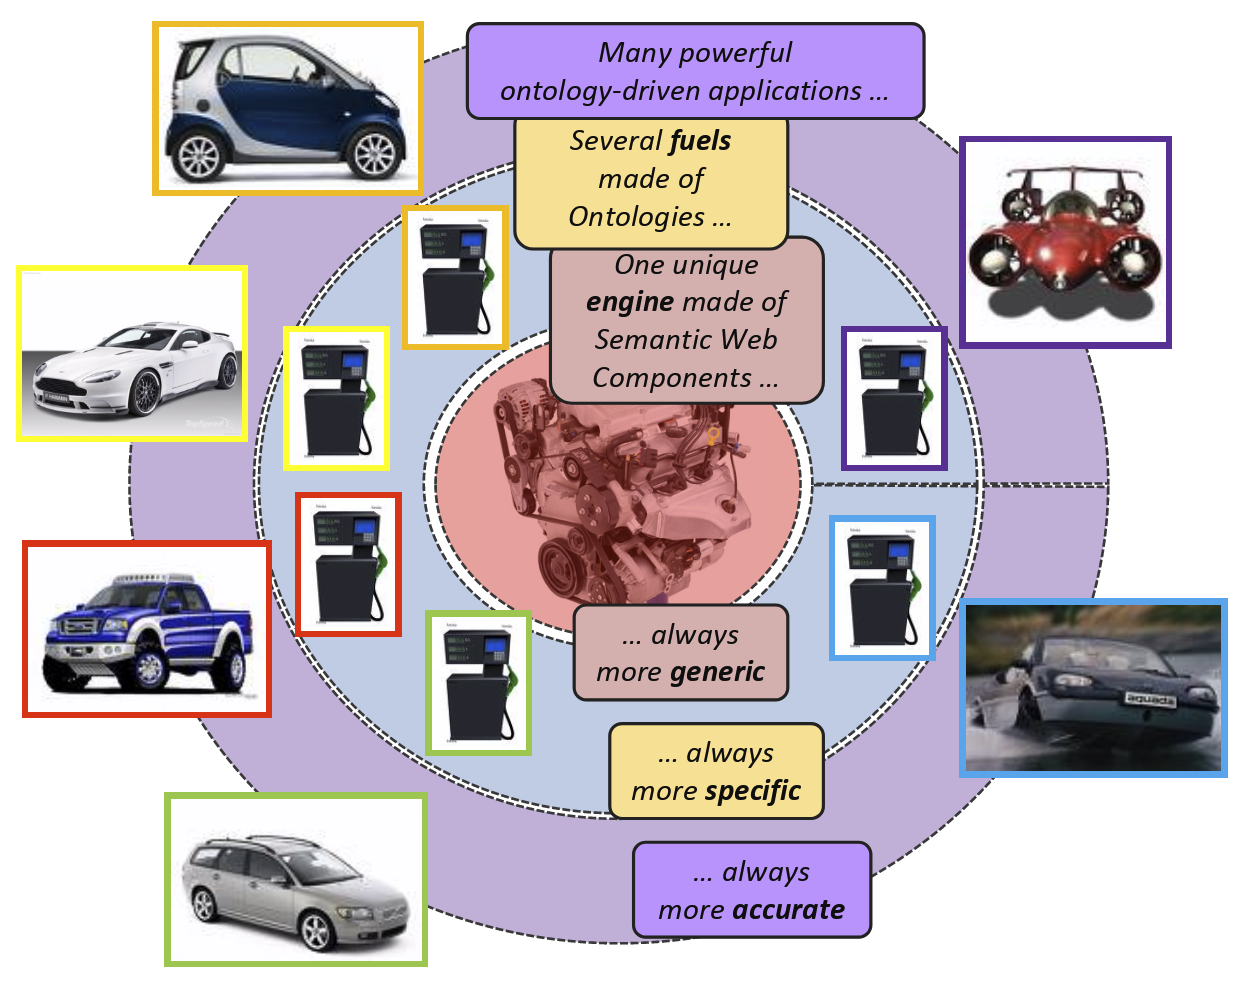 Many powerful
ontology-driven applications ...
Several fuels
made of
Ontologies ...
One unique
engine made of
Semantic Web
Components ...
... always
more generic
... always
more specific
... always
more accurate
aquada